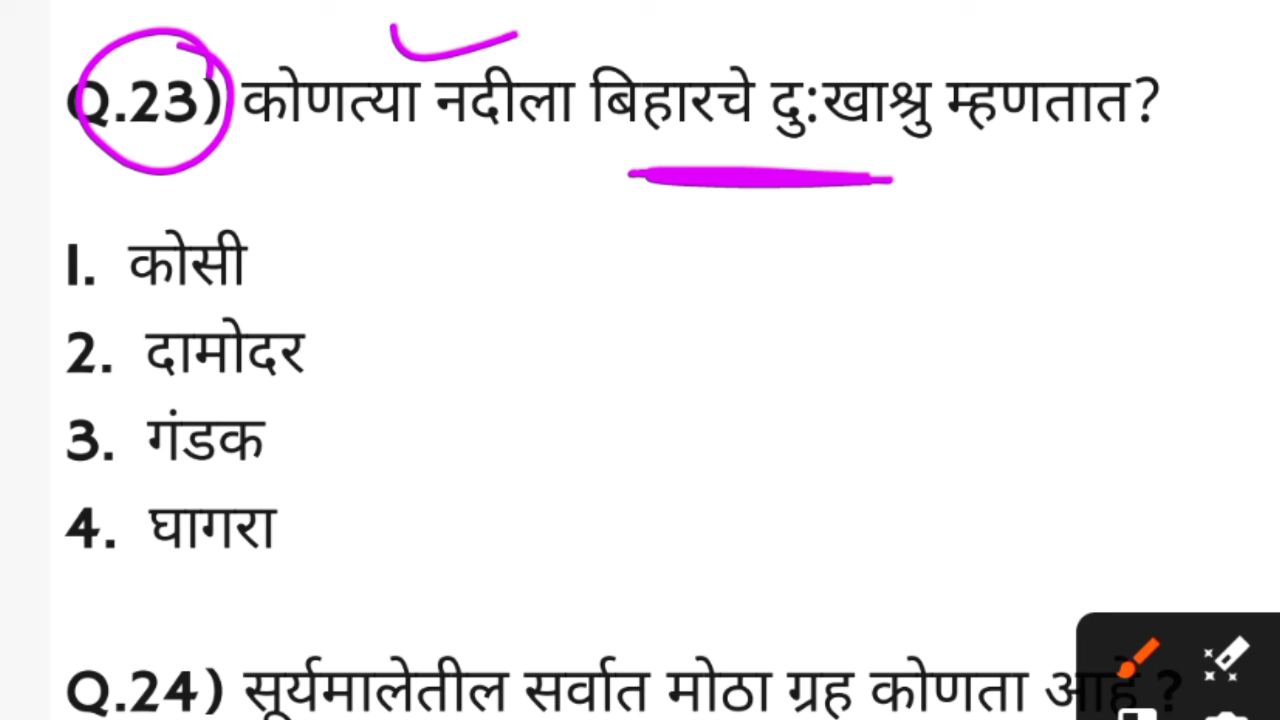 Q.23) कोणत्या नदीला बिहारचे दु:खाश्रु म्हणतात?
1. कोसी
2. दामोदर
3. गंडक
4. घागरा
Q.24) सूर्यमालेतील सर्वात मोठा ग्रह कोणता आहे ?